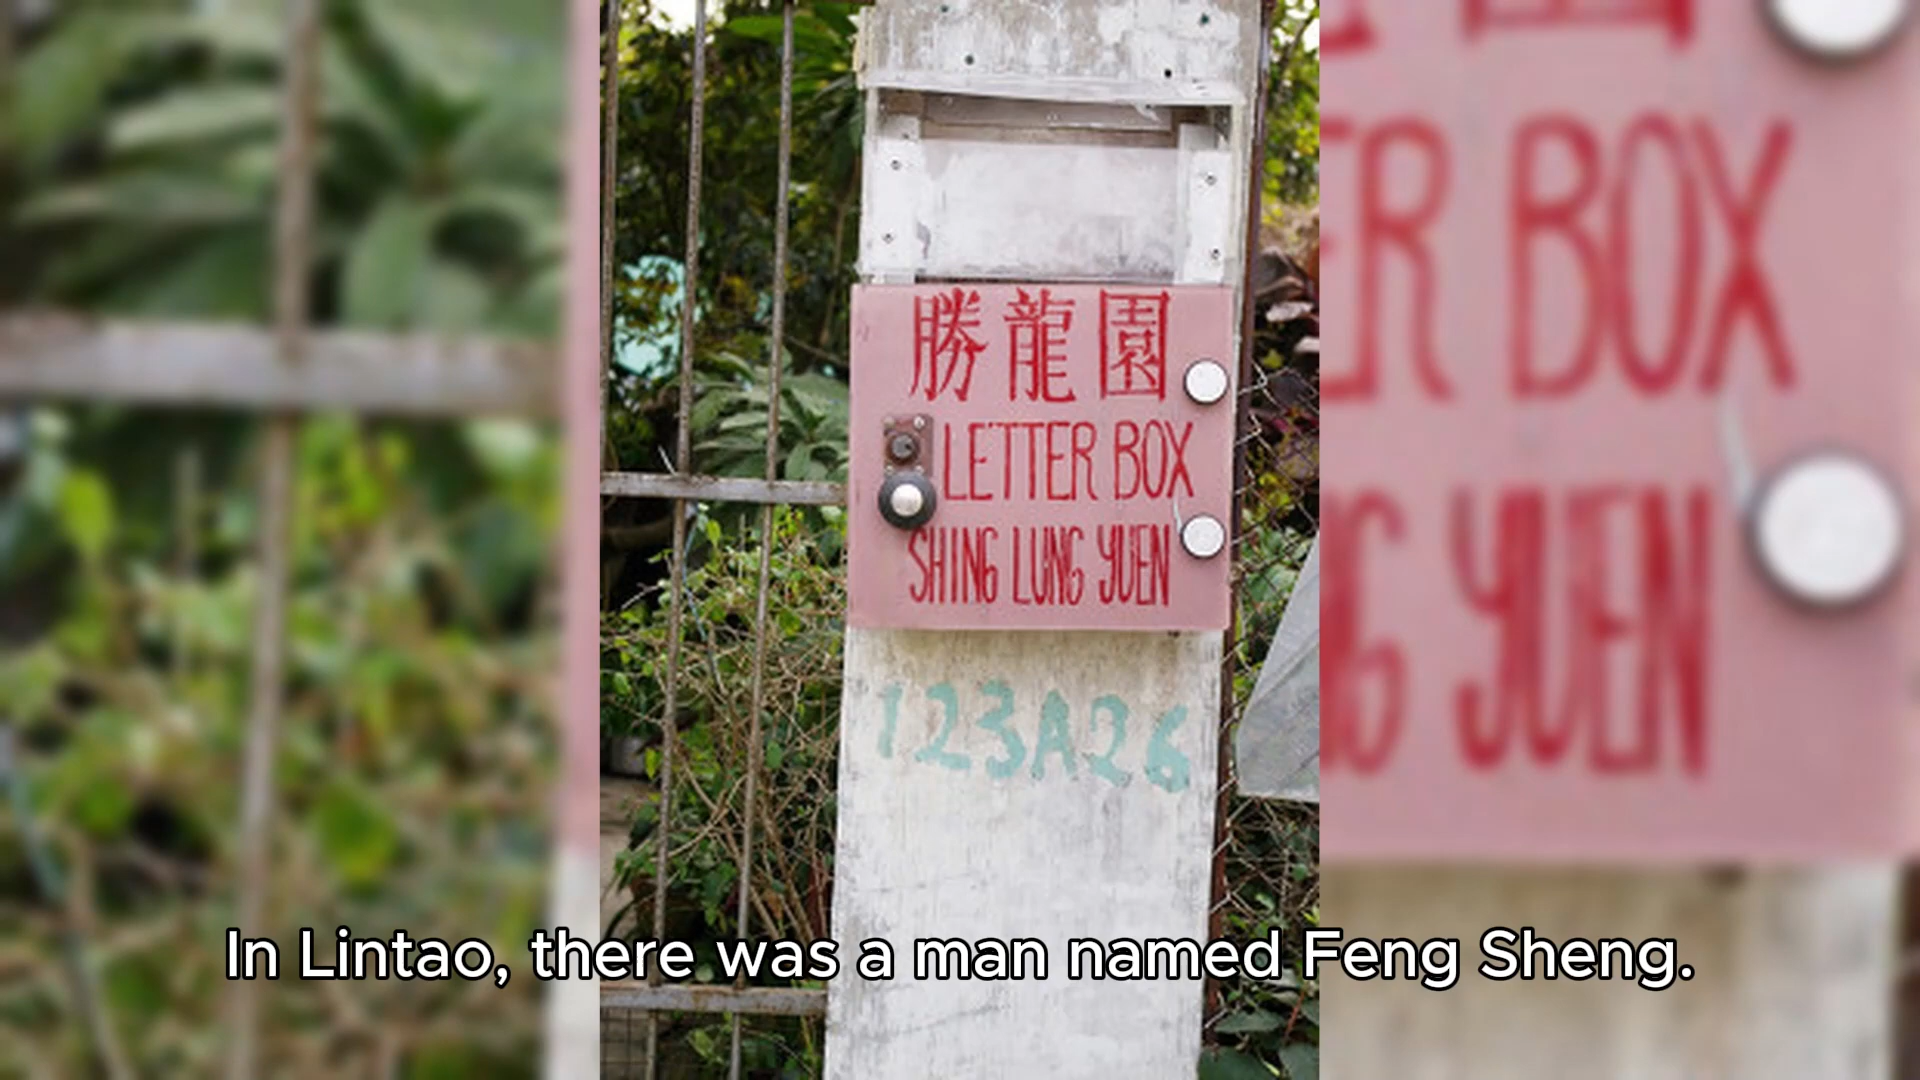 勝龍園
LETTER BOX
SHING LUNG YUEN
123A26
In Lintao, there was a man named Feng Sheng.